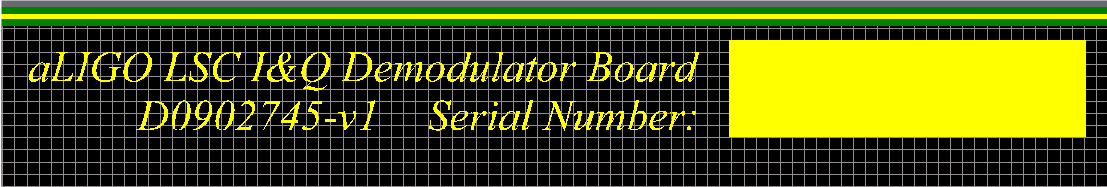 aLIGO LSC I&Q Demodulator Board
D0902745-v1 Serial Number: